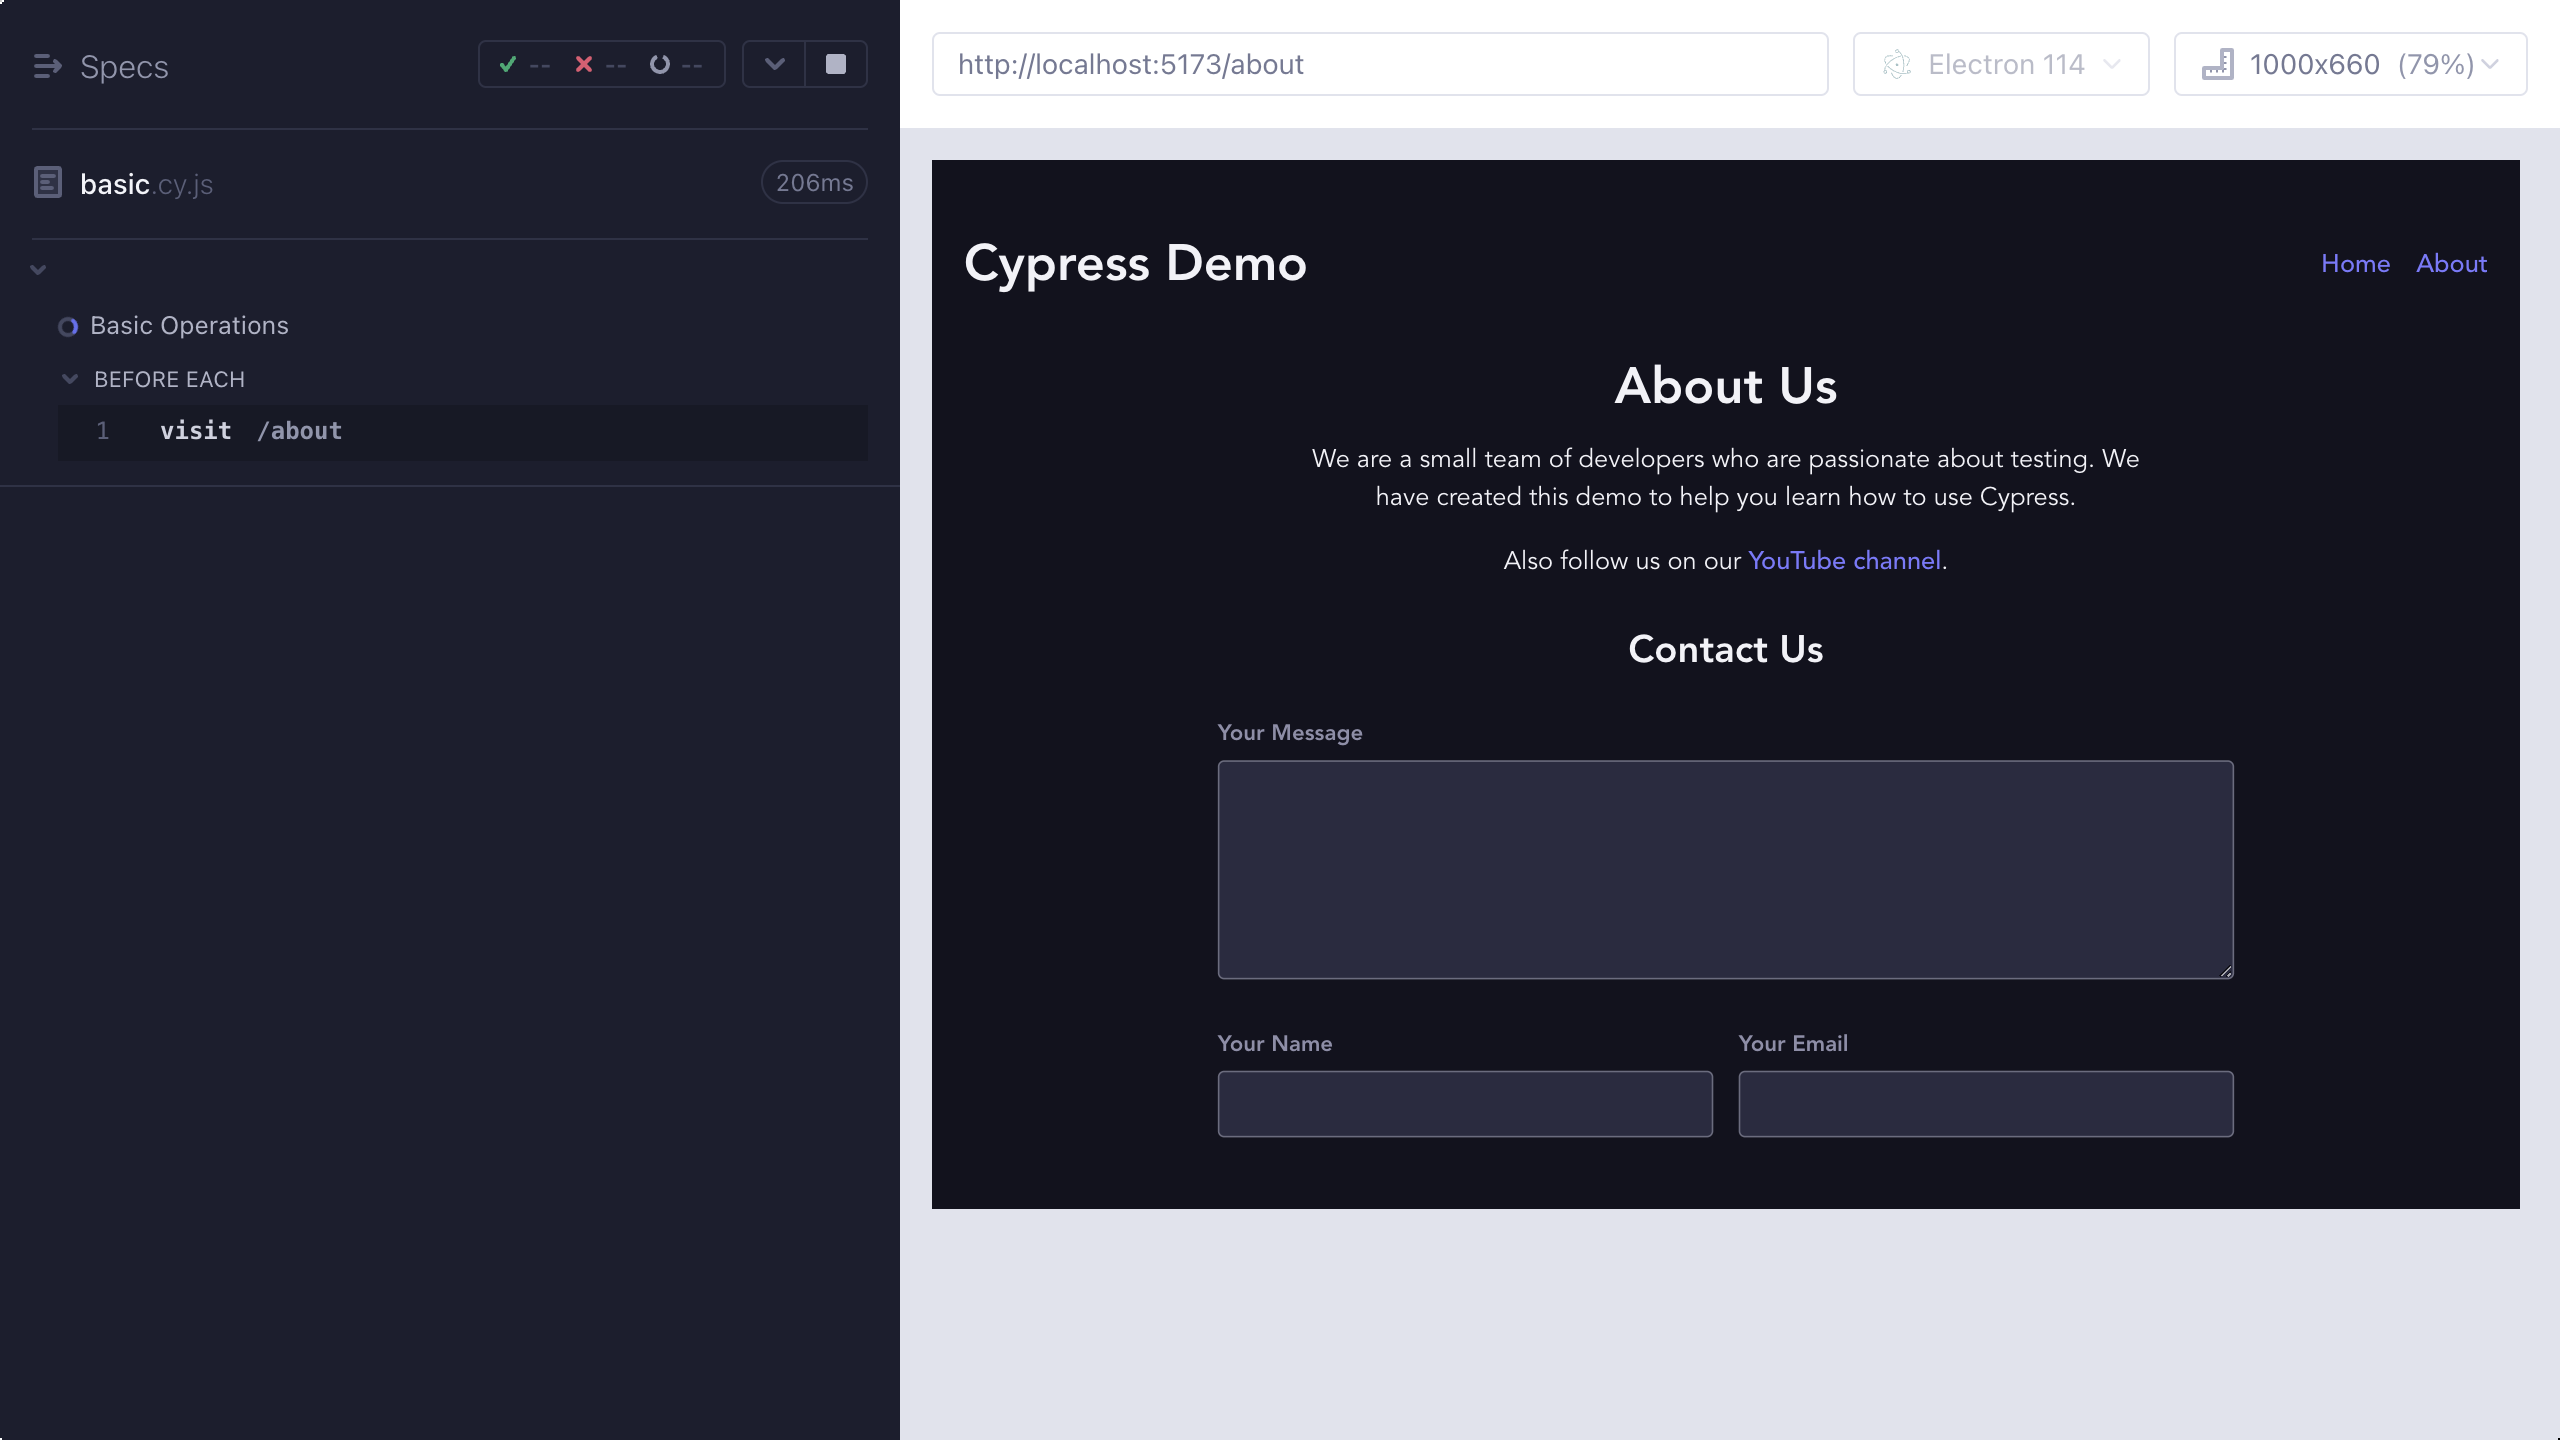 Specs
-- -- --
basic.cy.js
206ms
Basic Operations
BEFORE EACH
1 visit /about
http://localhost:5173/about
Electron 114
1000x660 (79%)
Cypress Demo
Home About
About Us
We are a small team of developers who are passionate about testing. We
have created this demo to help you learn how to use Cypress.
Also follow us on our YouTube channel.
Contact Us
Your Message
Your Name
Your Email